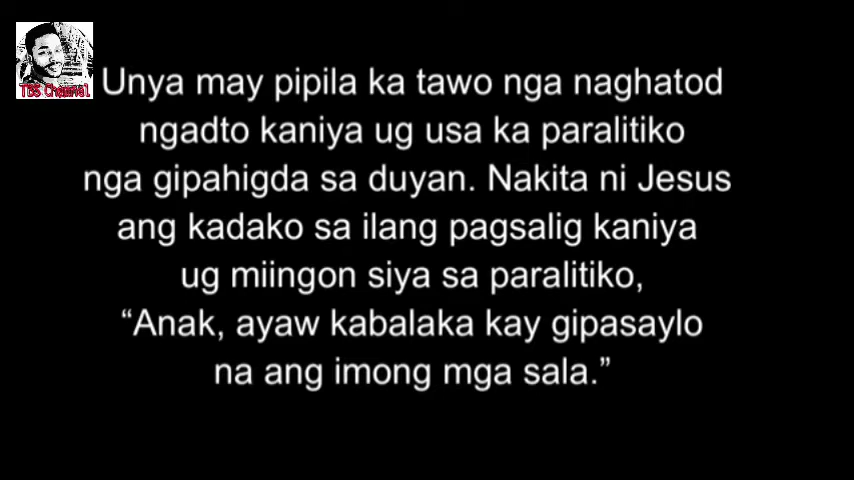 TBS Channel
Unya may pipila ka tawo nga naghatod
ngadto kaniya ug usa ka paralitiko
nga gipahigda sa duyan. Nakita ni Jesus
ang kadako sa ilang pagsalig kaniya
ug miingon siya sa paralitiko,
“Anak, ayaw kabalaka kay gipasaylo
na ang imong mga sala.”